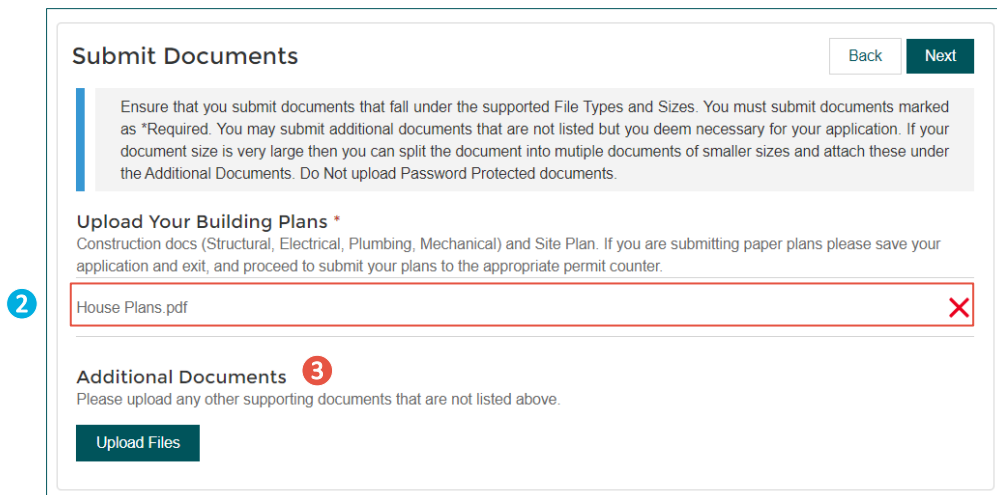 Submit Documents
Back
Next
Ensure that you submit documents that fall under the supported File Types and Sizes. You must submit documents marked
as *Required. You may submit additional documents that are not listed but you deem necessary for your application. If your
document size is very large then you can split the document into mutiple documents of smaller sizes and attach these under
the Additional Documents. Do Not upload Password Protected documents.
Upload Your Building Plans *
Construction docs (Structural, Electrical, Plumbing, Mechanical) and Site Plan. If you are submitting paper plans please save your
application and exit, and proceed to submit your plans to the appropriate permit counter.
2
House Plans.pdf
Additional Documents 3
Please upload any other supporting documents that are not listed above.
Upload Files